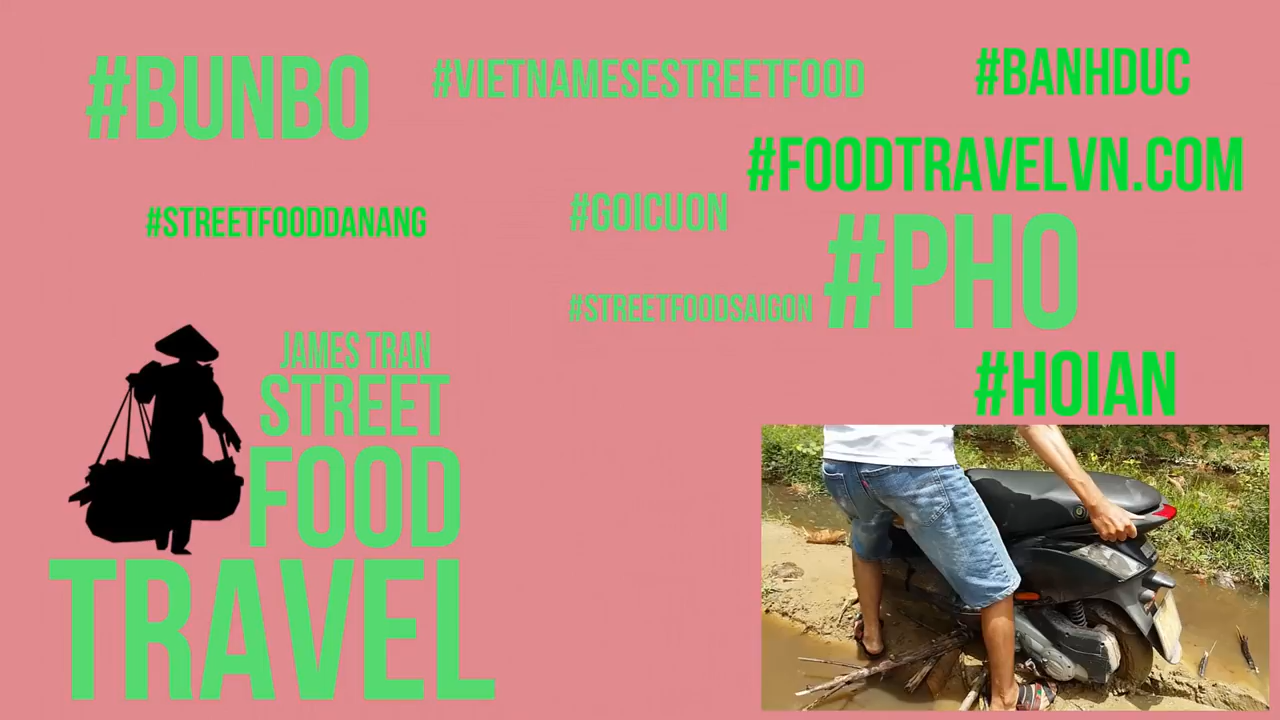 #BUNBO
#VIETNAMESESTREETFOOD
#BANHDUC
#FOODTRAVELVN.COM
#STREETFOODDANANG
#GOICUON
#PHO
#STREETFOODSAIGON
#HOIAN
JAMES TRAN
STREET
FOOD
TRAVEL